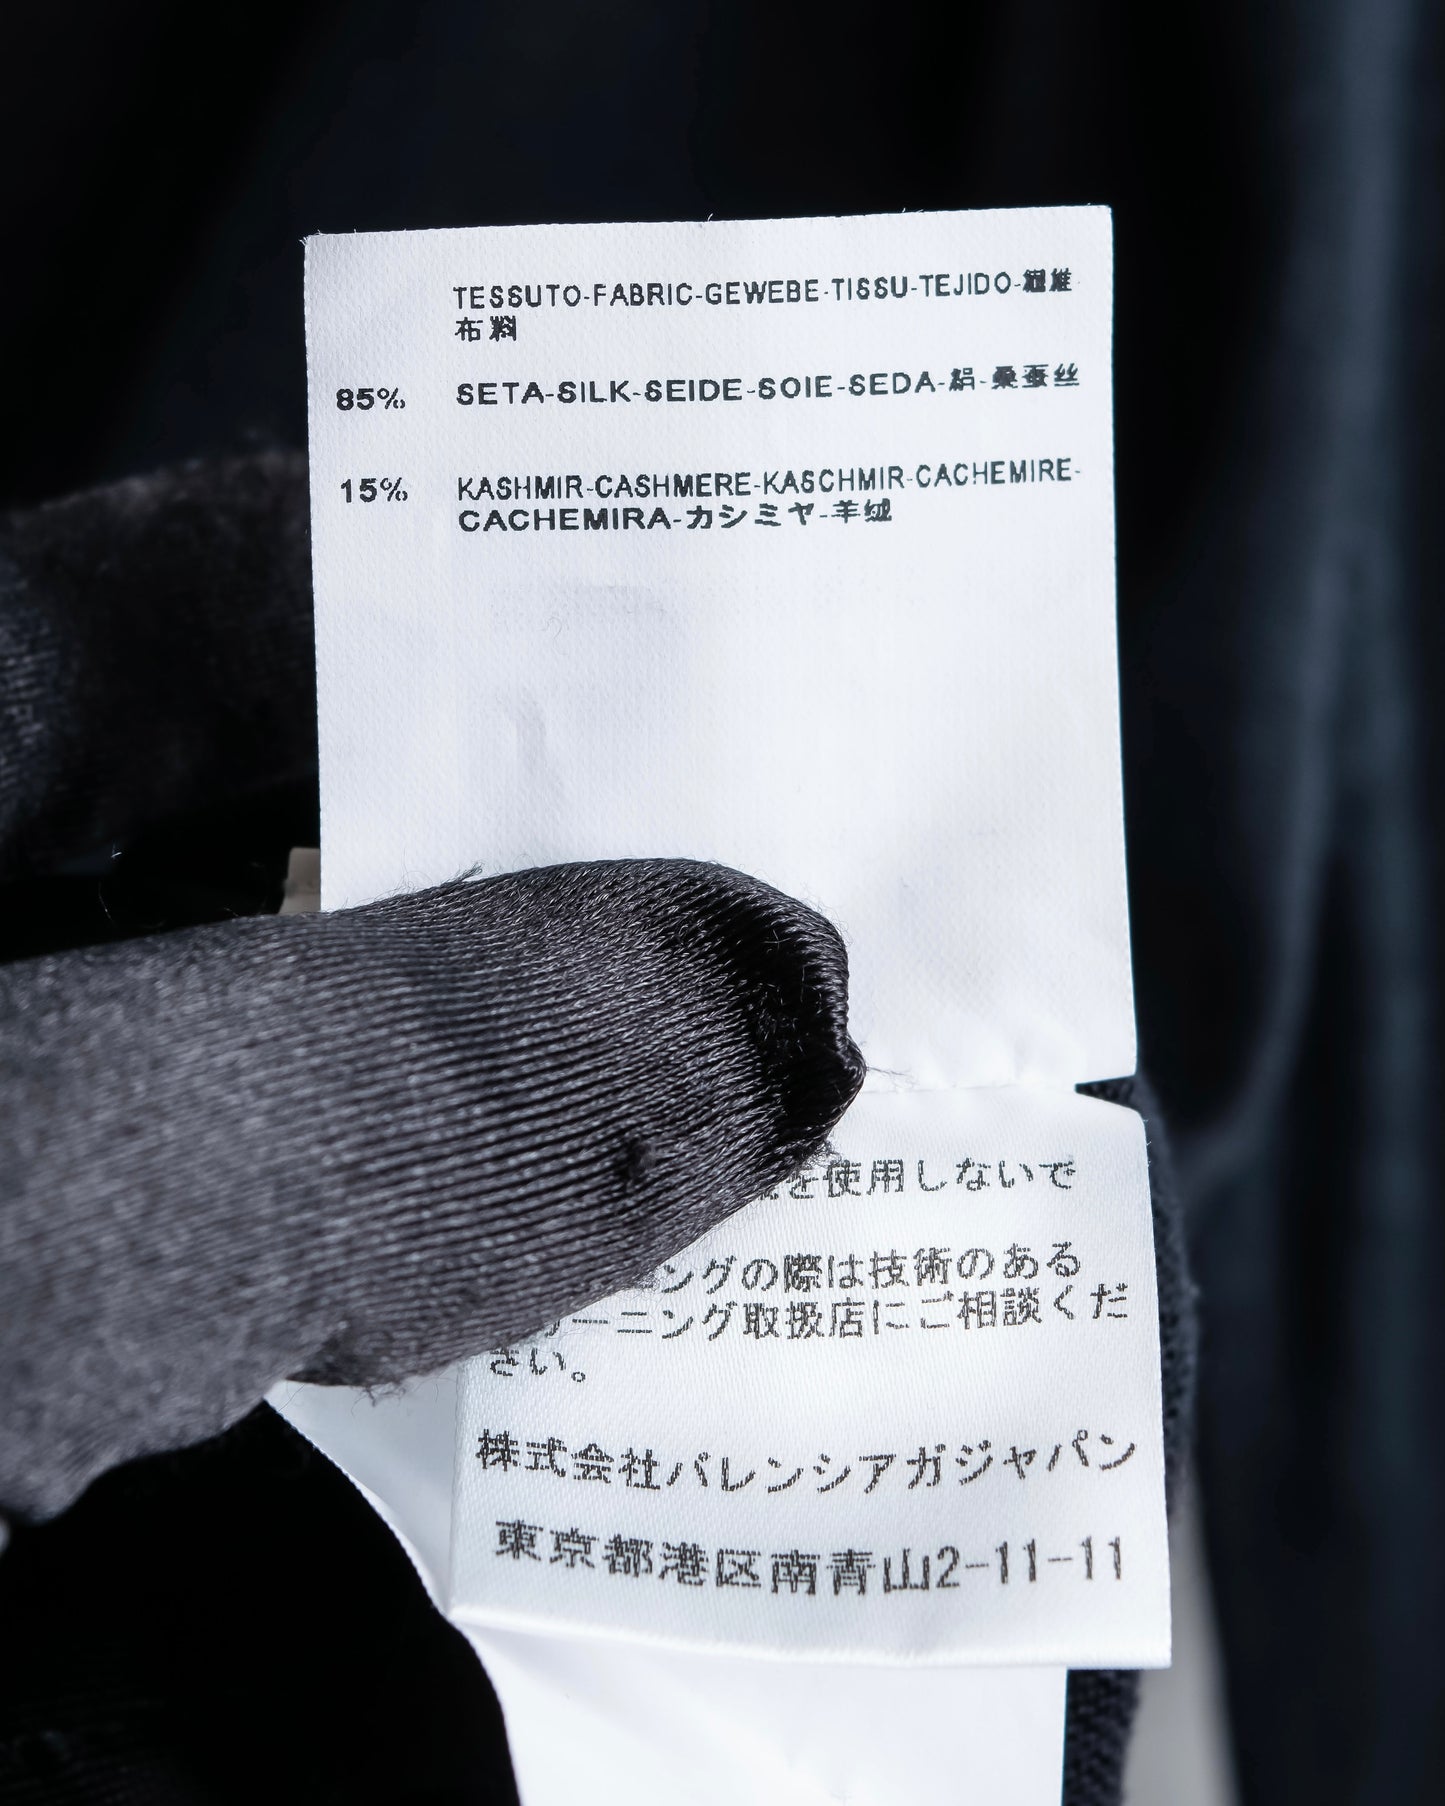 TESSUTO-FABRIC-GEWEBE-TISSU-TEJIDO-繊維
布料
85% SETA-SILK-SEIDE-SOIE-SEDA-絹-桑蚕丝
15% KASHMIR-CASHMERE-KASCHMIR-CACHEMIRE-
CACHEMIRA-カシミヤ-羊绒
を使用しないで
ングの際は技術のある
ーニング取扱店にご相談くだ
さい。
株式会社バレンシアガジャパン
東京都港区南青山2-11-11